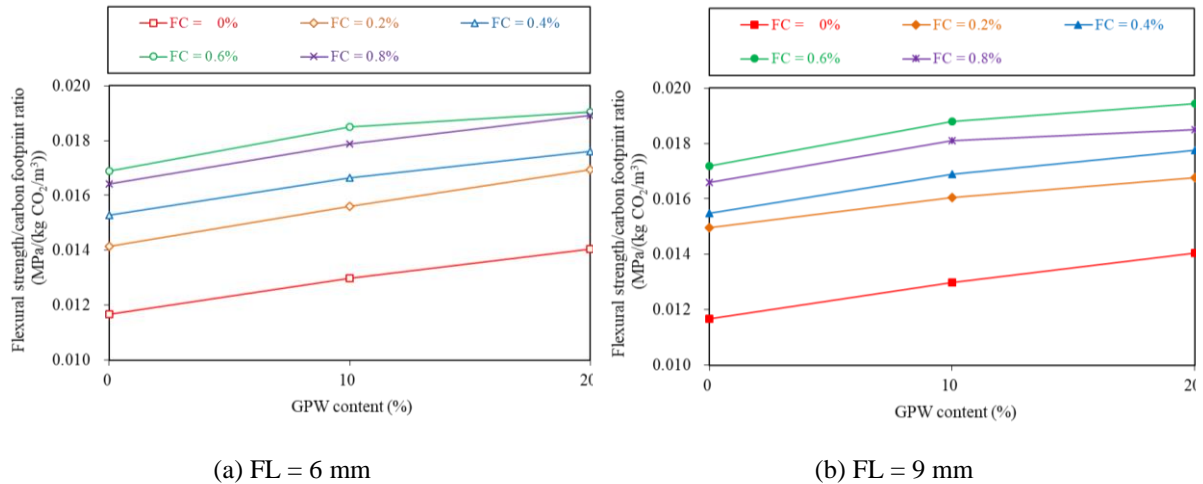 FC = 0%
FC = 0.2%
FC = 0.4%
FC = 0.6%
FC = 0.8%
Flexural strength/carbon footprint ratio
(MPa/(kg CO₂/m³))
0.020
0.018
0.016
0.014
0.012
0.010
0
10
20
GPW content (%)
(a) FL = 6 mm
FC = 0%
FC = 0.2%
FC = 0.4%
FC = 0.6%
FC = 0.8%
Flexural strength/carbon footprint ratio
(MPa/(kg CO₂/m³))
0.020
0.018
0.016
0.014
0.012
0.010
0
10
20
GPW content (%)
(b) FL = 9 mm